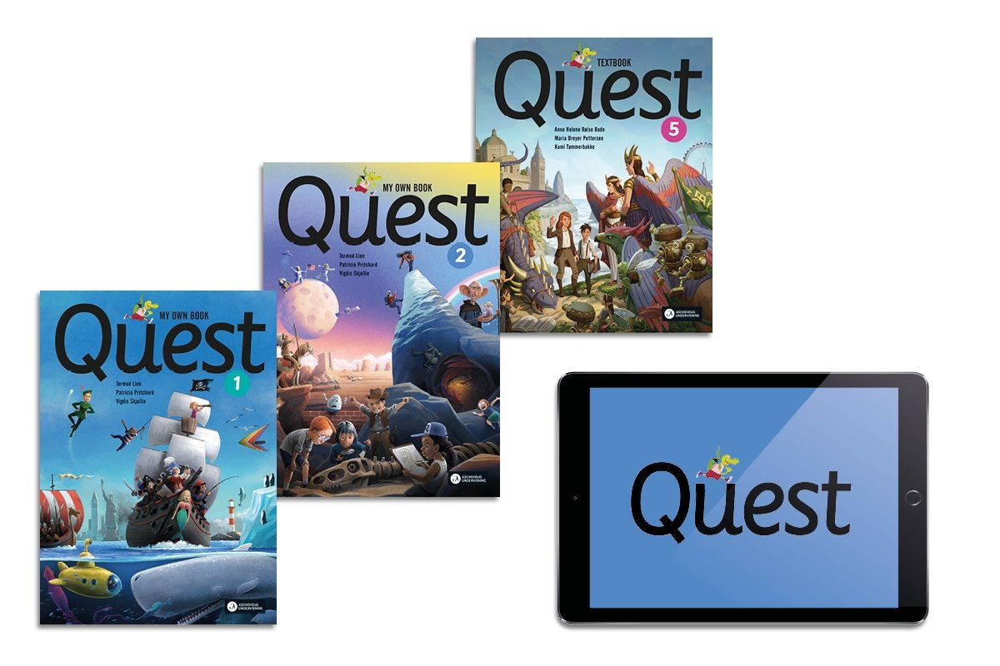 TEXTBOOK
Quest
5
Anne Helene Røise Bade
Maria Dreyer Pettersen
Kumi Tømmerbakke
ASCHEHOUG
UNDERVISNING
MY OWN BOOK
Quest
2
Tormod Lien
Patricia Pritchard
Vigdis Skjellin
ASCHEHOUG
UNDERVISNING
MY OWN BOOK
Quest
1
Tormod Lien
Patricia Pritchard
Vigdis Skjellin
ASCHEHOUG
UNDERVISNING
Quest